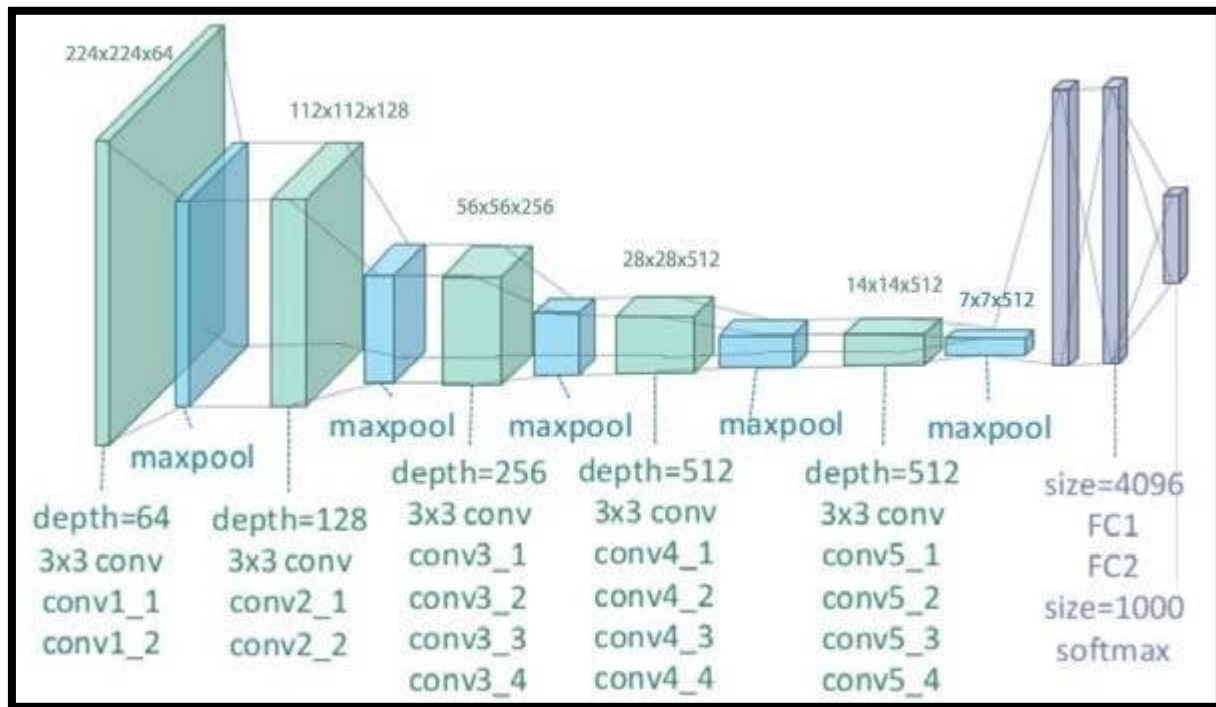 224x224x64
112x112x128
56x56x256
28x28x512
14x14x512
7x7x512
maxpool
maxpool
maxpool
maxpool
maxpool
depth=64
3x3 conv
conv1_1
conv1_2
depth=128
3x3 conv
conv2_1
conv2_2
depth=256
3x3 conv
conv3_1
conv3_2
conv3_3
conv3_4
depth=512
3x3 conv
conv4_1
conv4_2
conv4_3
conv4_4
depth=512
3x3 conv
conv5_1
conv5_2
conv5_3
conv5_4
size=4096
FC1
FC2
size=1000
softmax